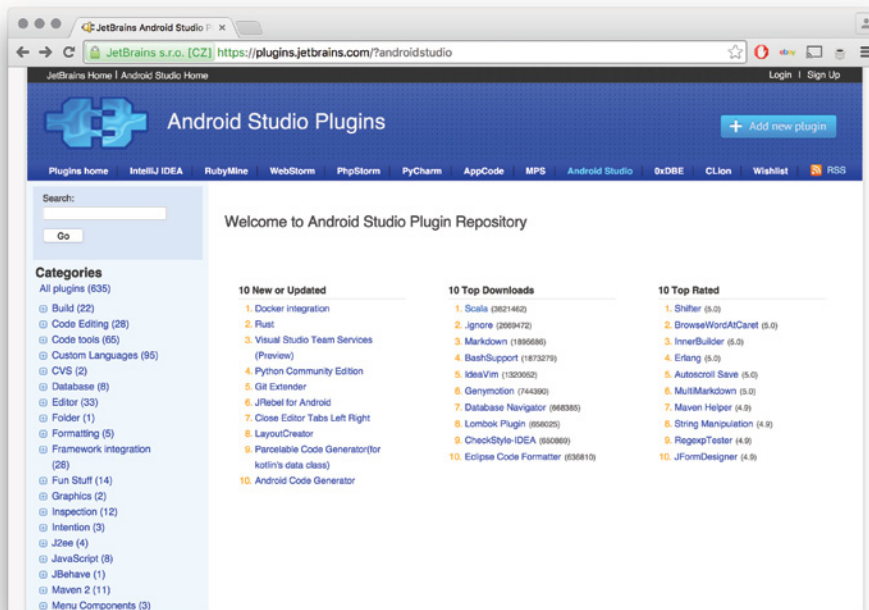 JetBrains Android Studio P
JetBrains s.r.o. [CZ] https://plugins.jetbrains.com/?androidstudio
ebay
JetBrains Home | Android Studio Home
Login | Sign Up
Android Studio Plugins
+ Add new plugin
Plugins home IntelliJ IDEA RubyMine WebStorm PhpStorm PyCharm AppCode MPS Android Studio 0xDBE CLion Wishlist RSS
Search:
Go
Categories
All plugins (635)
Build (22)
Code Editing (28)
Code tools (65)
Custom Languages (95)
CVS (2)
Database (8)
Editor (33)
Folder (1)
Formatting (5)
Framework integration
(28)
Fun Stuff (14)
Graphics (2)
Inspection (12)
Intention (3)
J2ee (4)
JavaScript (8)
JBehave (1)
Maven 2 (11)
Menu Components (3)
Welcome to Android Studio Plugin Repository
10 New or Updated
1. Docker integration
2. Rust
3. Visual Studio Team Services
(Preview)
4. Python Community Edition
5. Git Extender
6. JRebel for Android
7. Close Editor Tabs Left Right
8. LayoutCreator
9. Parcelable Code Generator(for
kotlin's data class)
10. Android Code Generator
10 Top Downloads
1. Scala (3821462)
2. .ignore (2669472)
3. Markdown (1895686)
4. BashSupport (1873279)
5. IdeaVim (1320052)
6. Genymotion (744390)
7. Database Navigator (668385)
8. Lombok Plugin (658025)
9. CheckStyle-IDEA (650869)
10. Eclipse Code Formatter (636810)
10 Top Rated
1. Shifter (5.0)
2. BrowseWordAtCaret (5.0)
3. InnerBuilder (5.0)
4. Erlang (5.0)
5. Autoscroll Save (5.0)
6. MultiMarkdown (5.0)
7. Maven Helper (4.9)
8. String Manipulation (4.9)
9. RegexpTester (4.9)
10. JFormDesigner (4.9)